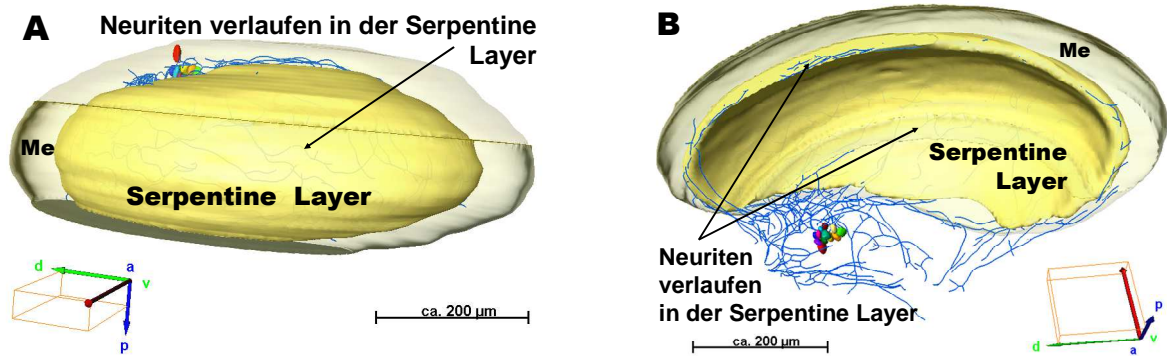 A
Neuriten verlaufen in der Serpentine
Layer
Me
Serpentine Layer
d
a
v
p
ca. 200 µm
B
Me
Serpentine
Layer
Neuriten
verlaufen
in der Serpentine Layer
ca. 200 µm
p
d
a
v